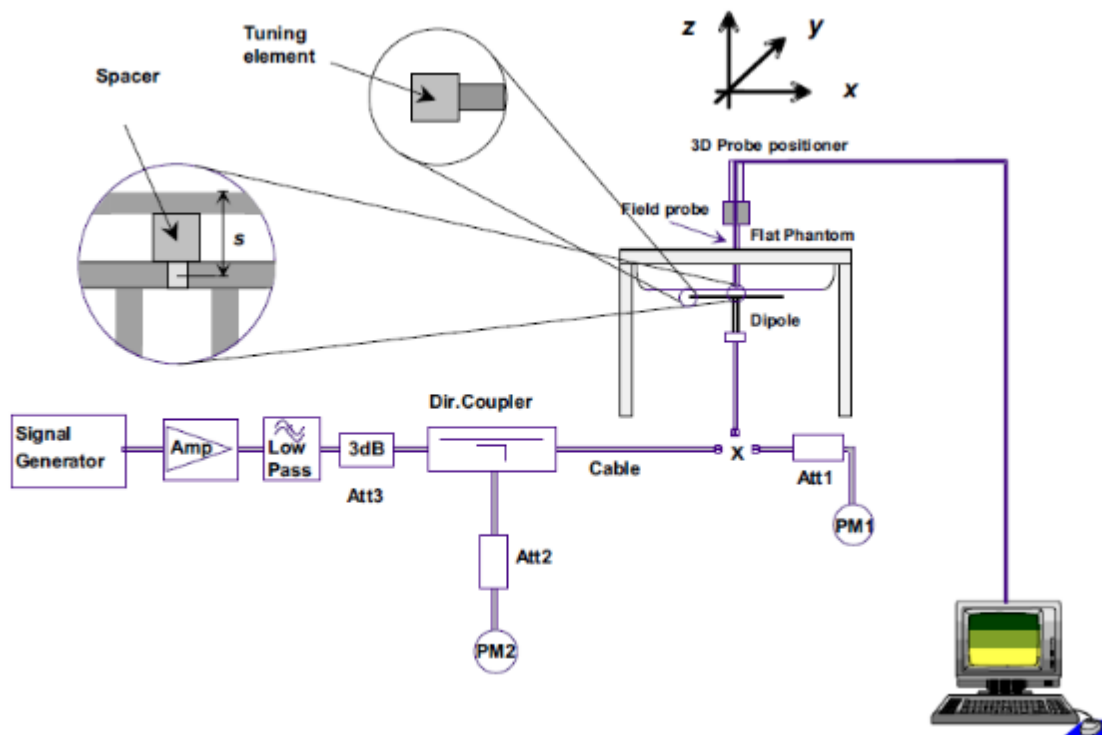 Tuning
element
Spacer
s
z
y
x
3D Probe positioner
Field probe
Flat Phantom
Dipole
Dir.Coupler
Signal
Generator
Amp
Low
Pass
3dB
Att3
Cable
X
Att1
PM1
Att2
PM2